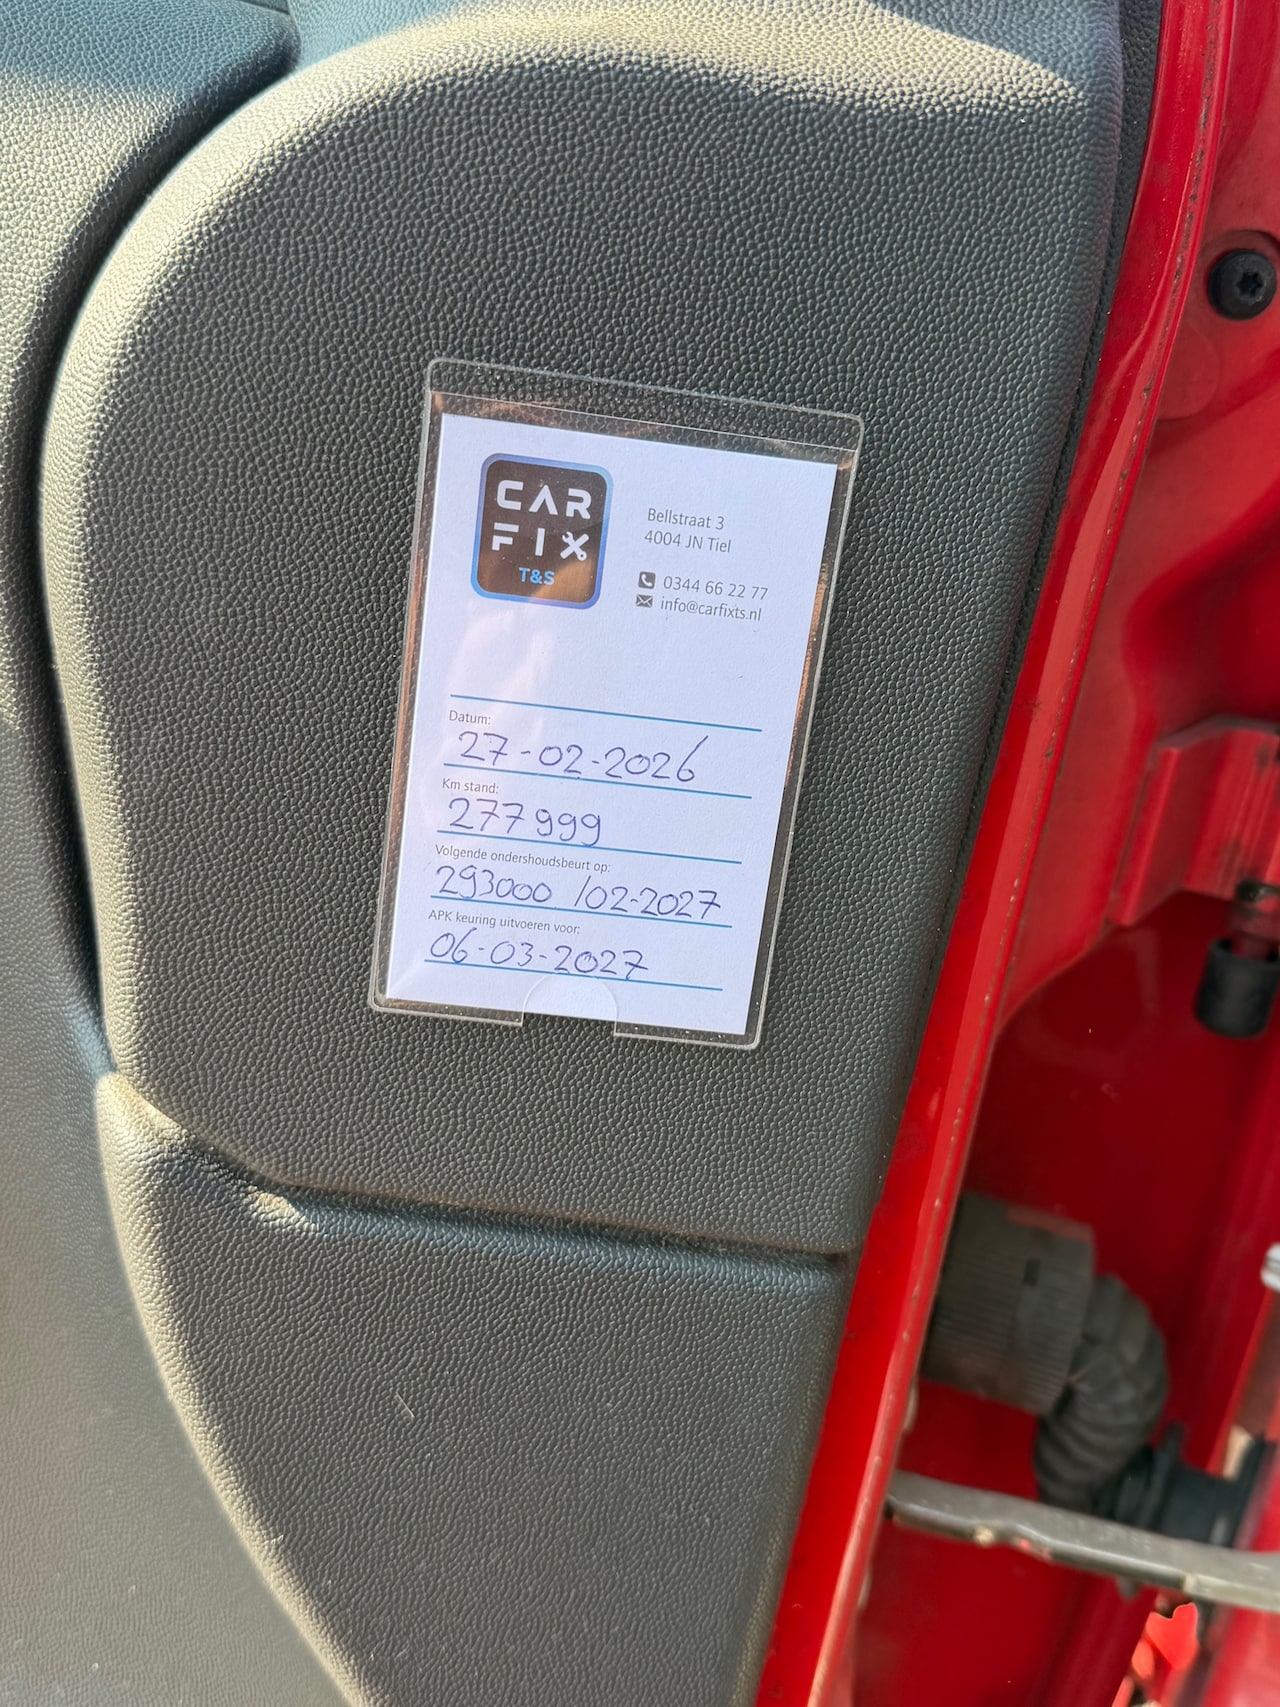 CAR
FIX
T&S
Bellstraat 3
4004 JN Tiel
0344 66 22 77
info@carfixts.nl
Datum:
27-02-2026
Km stand:
277999
Volgende ondershoudsbeurt op:
293000 /02-2027
APK keuring uitvoeren voor:
06-03-2027